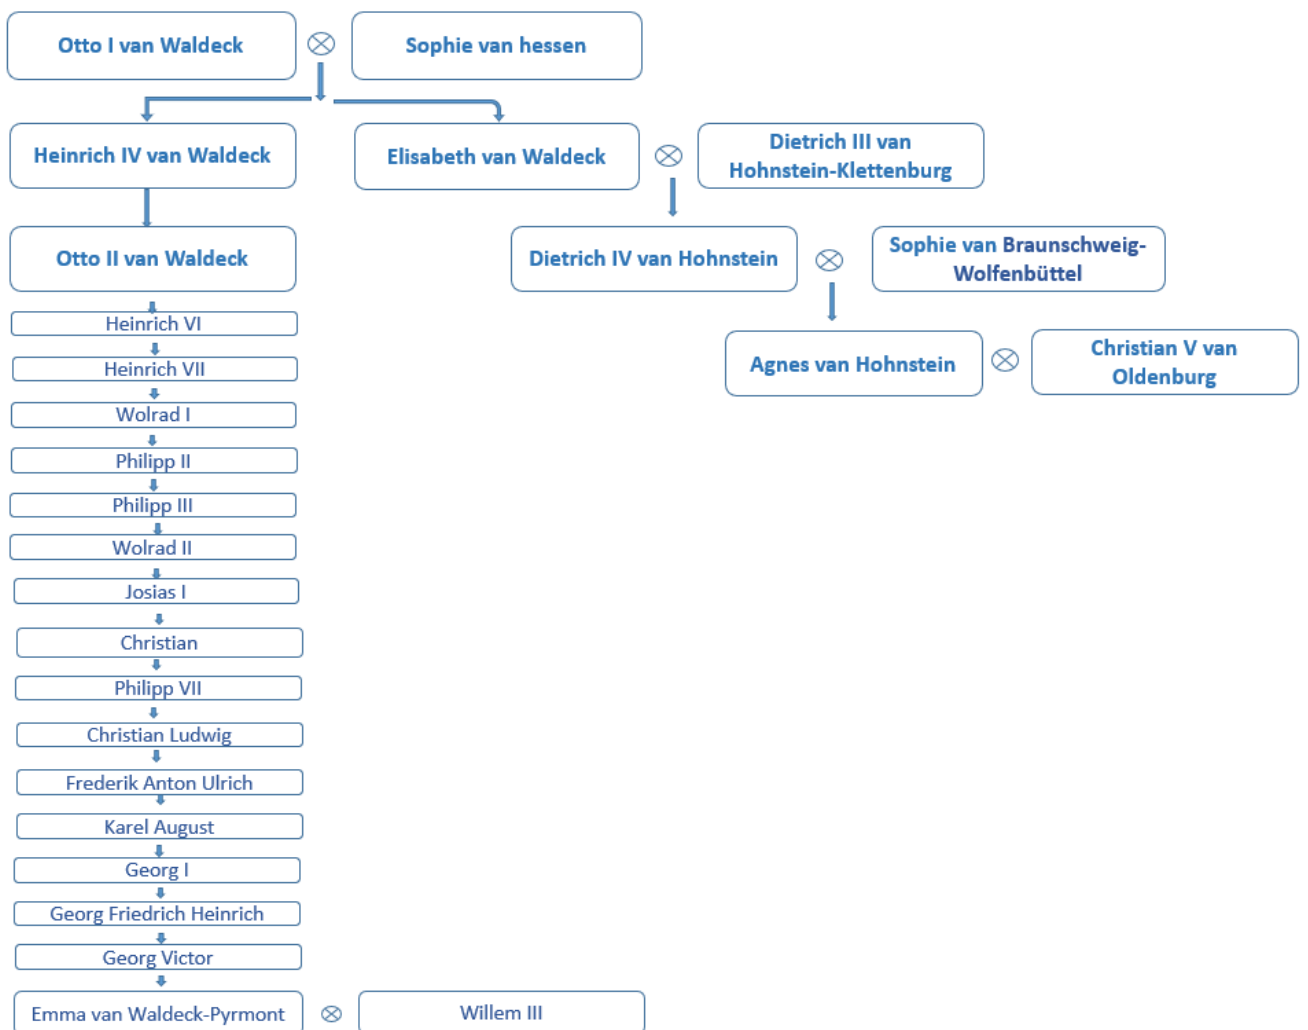 Otto I van Waldeck
Sophie van hessen
Heinrich IV van Waldeck
Elisabeth van Waldeck
Dietrich III van
Hohnstein-Klettenburg
Otto II van Waldeck
Dietrich IV van Hohnstein
Sophie van Braunschweig-
Wolfenbüttel
Heinrich VI
Agnes van Hohnstein
Christian V van
Oldenburg
Heinrich VII
Wolrad I
Philipp II
Philipp III
Wolrad II
Josias I
Christian
Philipp VII
Christian Ludwig
Frederik Anton Ulrich
Karel August
Georg I
Georg Friedrich Heinrich
Georg Victor
Emma van Waldeck-Pyrmont
Willem III